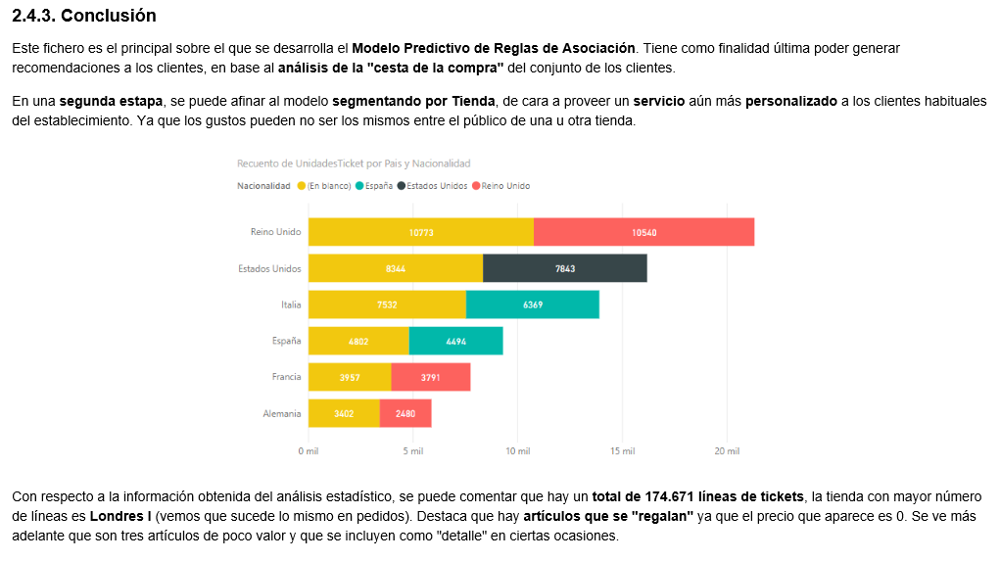 2.4.3. Conclusión
Este fichero es el principal sobre el que se desarrolla el Modelo Predictivo de Reglas de Asociación. Tiene como finalidad última poder generar
recomendaciones a los clientes, en base al análisis de la "cesta de la compra" del conjunto de los clientes.
En una segunda estapa, se puede afinar al modelo segmentando por Tienda, de cara a proveer un servicio aún más personalizado a los clientes habituales
del establecimiento. Ya que los gustos pueden no ser los mismos entre el público de una u otra tienda.
Recuento de UnidadesTicket por Pais y Nacionalidad
Nacionalidad (En blanco) España Estados Unidos Reino Unido
Reino Unido 10773 10540
Estados Unidos 8344 7843
Italia 7532 6369
España 4802 4494
Francia 3957 3791
Alemania 3402 2480
0 mil 5 mil 10 mil 15 mil 20 mil
Con respecto a la información obtenida del análisis estadístico, se puede comentar que hay un total de 174.671 líneas de tickets, la tienda con mayor número
de líneas es Londres I (vemos que sucede lo mismo en pedidos). Destaca que hay artículos que se "regalan" ya que el precio que aparece es 0. Se ve más
adelante que son tres artículos de poco valor y que se incluyen como "detalle" en ciertas ocasiones.